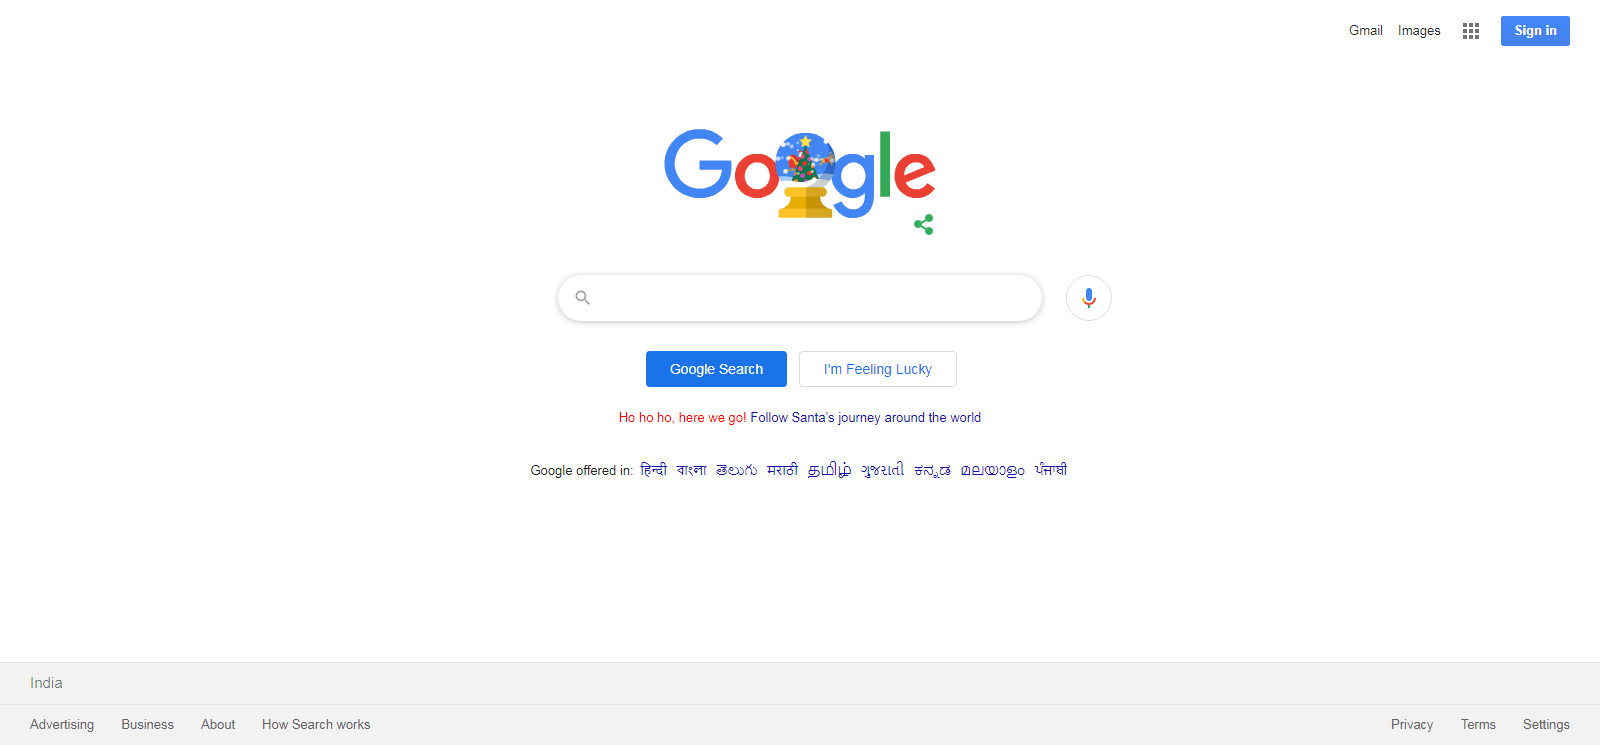 Gmail Images Sign in
Google
Google Search I'm Feeling Lucky
Ho ho ho, here we go! Follow Santa's journey around the world
Google offered in: हिन्दी বাংলা తెలుగు मराठी தமிழ் ગુજરાતી ಕನ್ನಡ മലയാളം ਪੰਜਾਬੀ
India
Advertising Business About How Search works Privacy Terms Settings